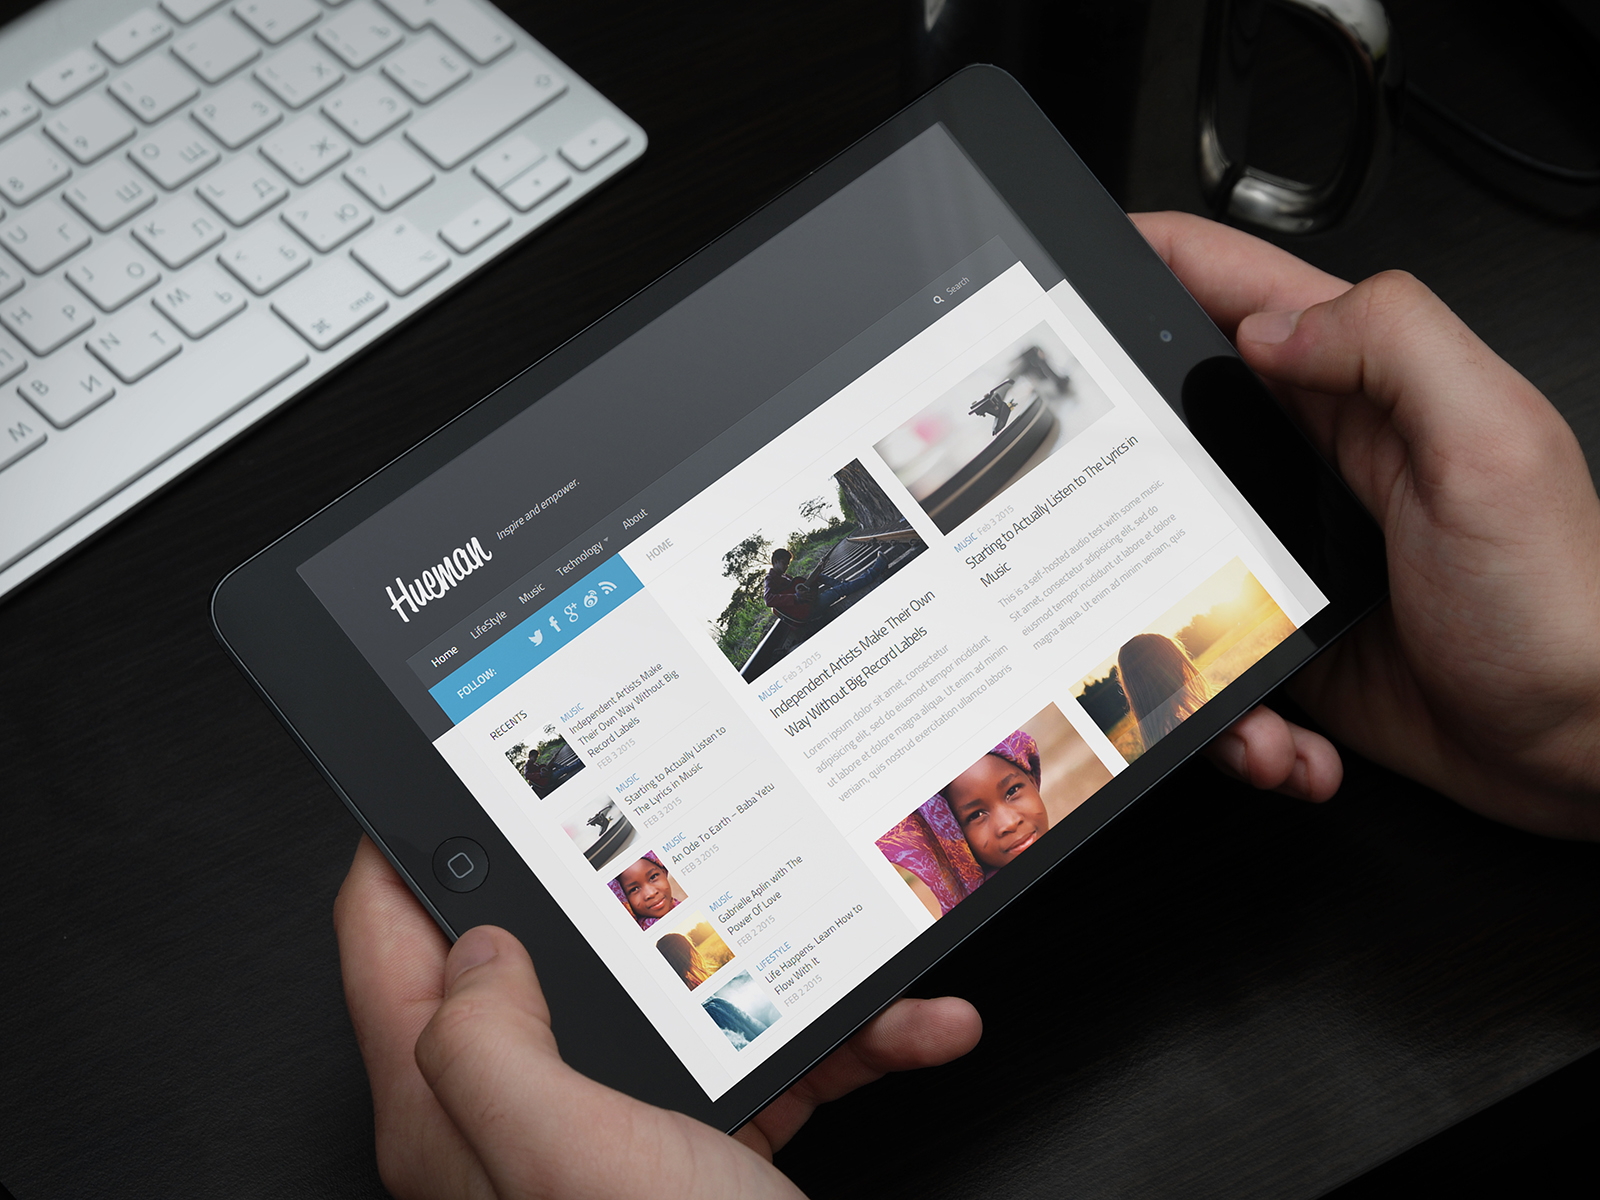 Hueman
Inspire and empower.
Search
Home
LifeStyle
Music
Technology
About
FOLLOW:
HOME
RECENTS
MUSIC
Independent Artists Make
Their Own Way Without Big
Record Labels
FEB 3 2015
MUSIC
Starting to Actually Listen to
The Lyrics in Music
FEB 3 2015
MUSIC
An Ode To Earth – Baba Yetu
FEB 3 2015
MUSIC
Gabrielle Aplin with The
Power Of Love
FEB 2 2015
LIFESTYLE
Life Happens. Learn How to
Flow With It
FEB 2 2015
MUSIC Feb 3 2015
Independent Artists Make Their Own
Way Without Big Record Labels
Lorem ipsum dolor sit amet, consectetur
adipisicing elit, sed do eiusmod tempor incididunt
ut labore et dolore magna aliqua. Ut enim ad minim
veniam, quis nostrud exercitation ullamco laboris
MUSIC Feb 3 2015
Starting to Actually Listen to The Lyrics in
Music
This is a self-hosted audio test with some music.
Sit amet, consectetur adipisicing elit, sed do
eiusmod tempor incididunt ut labore et dolore
magna aliqua. Ut enim ad minim veniam, quis
cmd